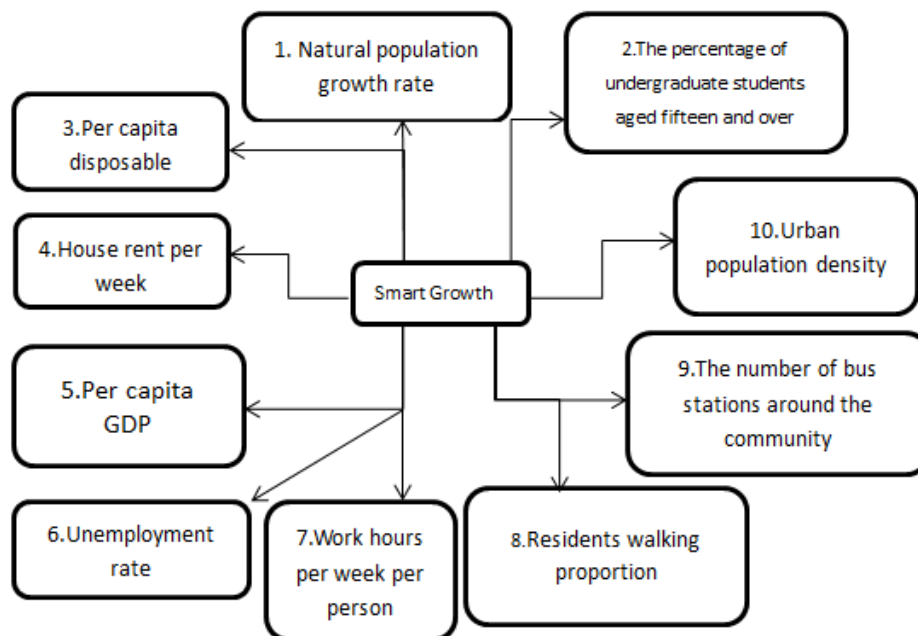 1. Natural population
growth rate
2.The percentage of
undergraduate students
aged fifteen and over
3.Per capita
disposable
4.House rent per
week
10.Urban
population density
Smart Growth
5.Per capita
GDP
9.The number of bus
stations around the
community
6.Unemployment
rate
7.Work hours
per week per
person
8.Residents walking
proportion